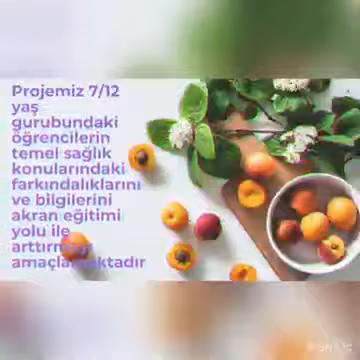 Projemiz 7/12
yaş
gurubundaki
öğrencilerin
temel sağlık
konularındaki
farkındalıklarını
ve bilgilerini
akran eğitimi
yolu ile
arttırmayı
amaçlamaktadır